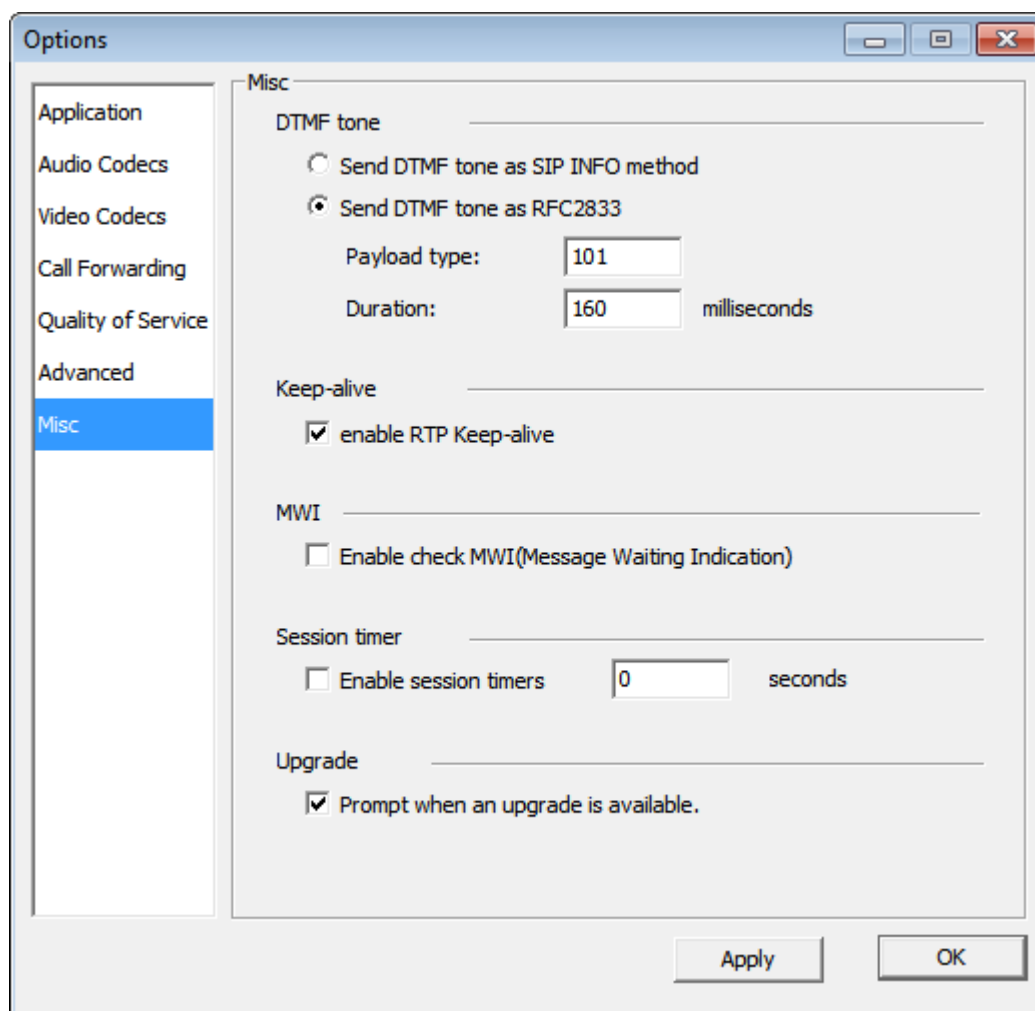 Options
Application
Audio Codecs
Video Codecs
Call Forwarding
Quality of Service
Advanced
Misc
Misc
DTMF tone
Send DTMF tone as SIP INFO method
Send DTMF tone as RFC2833
Payload type: 101
Duration: 160 milliseconds
Keep-alive
enable RTP Keep-alive
MWI
Enable check MWI(Message Waiting Indication)
Session timer
Enable session timers 0 seconds
Upgrade
Prompt when an upgrade is available.
Apply OK